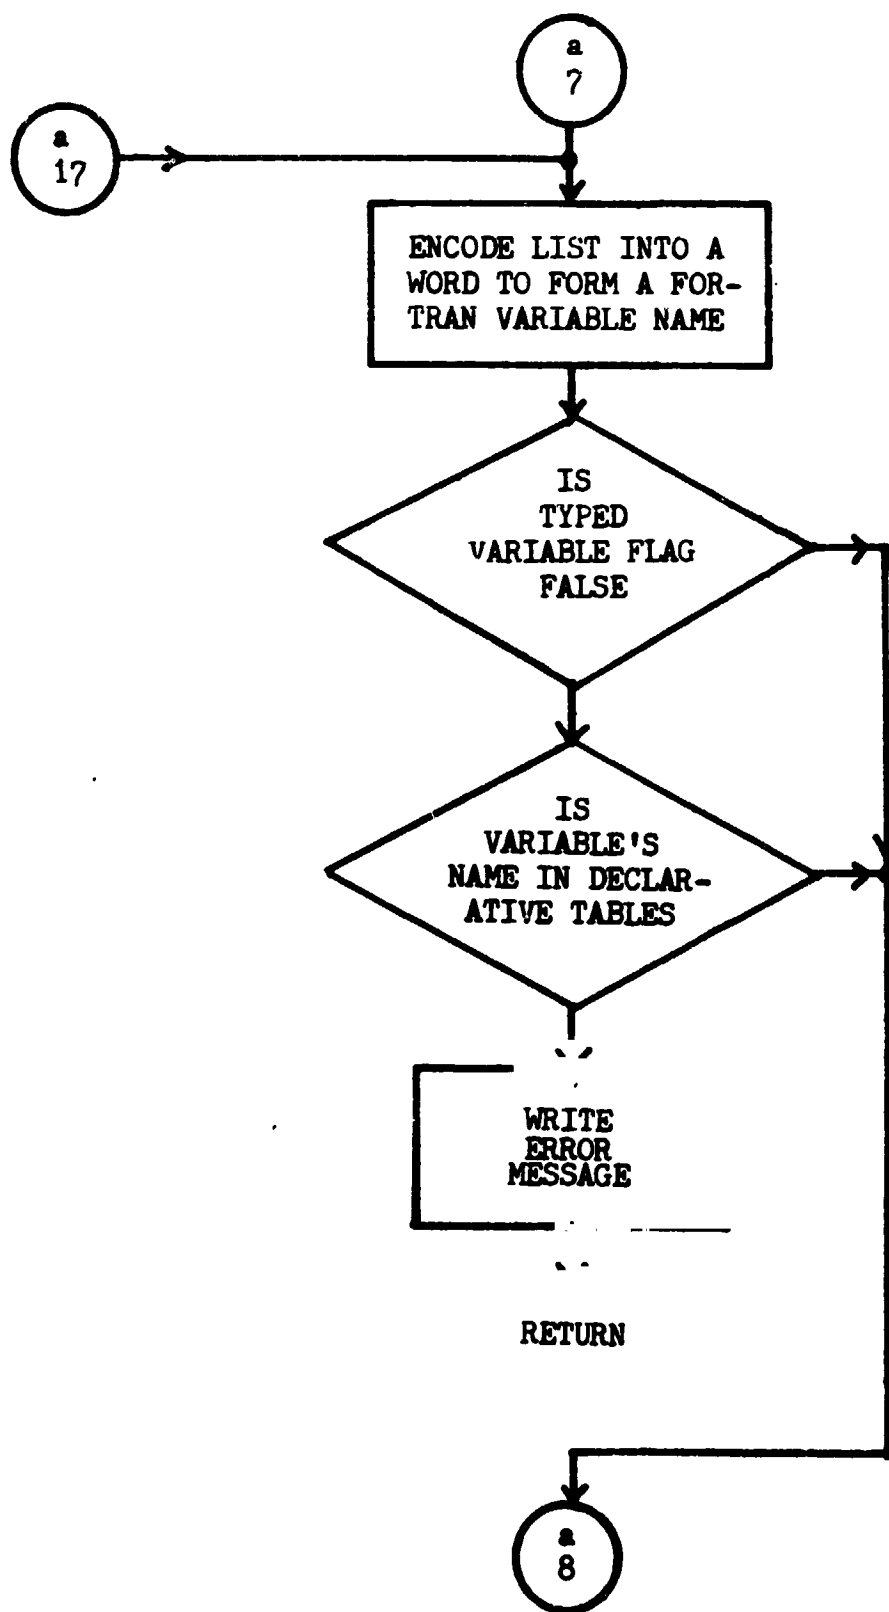 a
7
a
17
ENCODE LIST INTO A
WORD TO FORM A FOR-
TRAN VARIABLE NAME
IS
TYPED
VARIABLE FLAG
FALSE
IS
VARIABLE'S
NAME IN DECLAR-
ATIVE TABLES
WRITE
ERROR
MESSAGE
RETURN
a
8